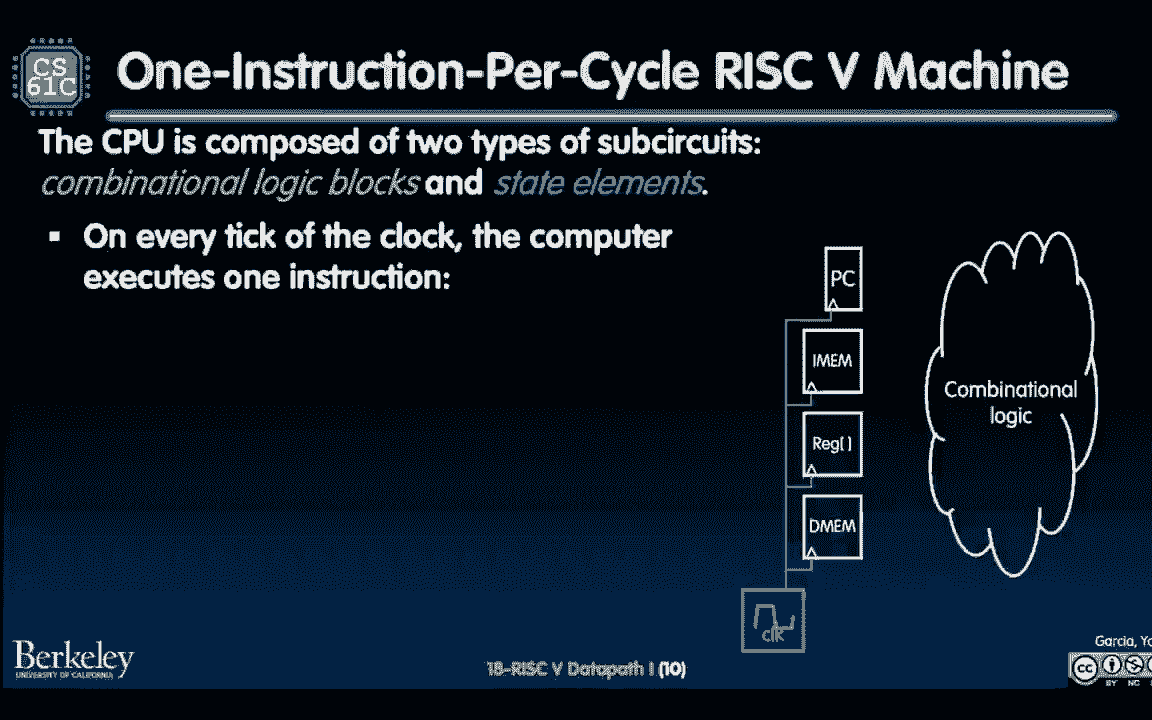 CS
61C
One-Instruction-Per-Cycle RISC V Machine
The CPU is composed of two types of subcircuits:
combinational logic blocks and state elements.
▪ On every tick of the clock, the computer
executes one instruction:
PC
IMEM
Reg[ ]
DMEM
clk
Combinational
logic
Berkeley
UNIVERSITY OF CALIFORNIA
18-RISC V Datapath I (10)
Garcia,
cc
BY NC